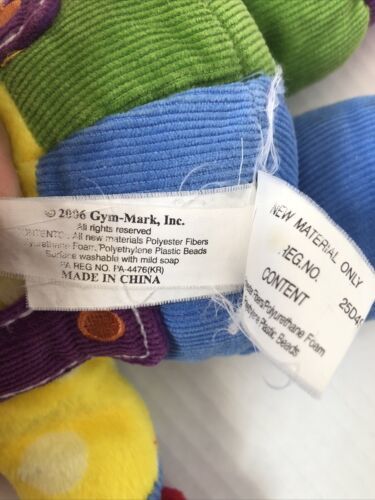 © 2006 Gym-Mark, Inc.
All rights reserved
All new materials Polyester Fibers
Foam/Polyethylene Plastic Beads
Surface washable with mild soap
PA REG NO. PA-4476(KR)
MADE IN CHINA
NEW MATERIAL ONLY
REG.NO. 25D41
CONTENT
Polyurethane Foam
Plastic Beads